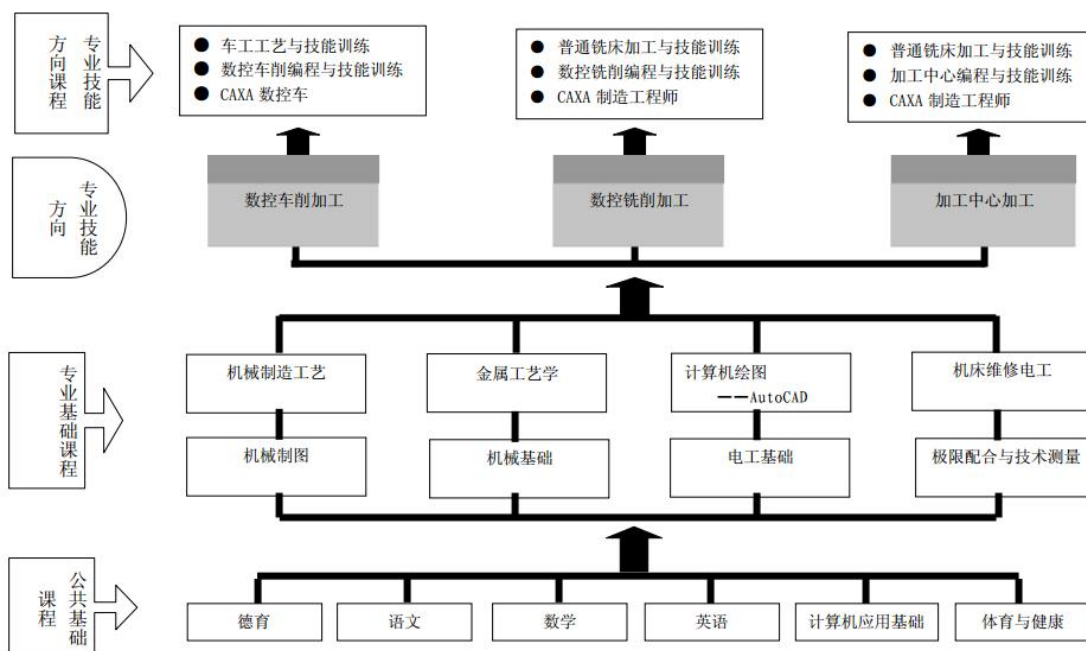 专业技能
方向课程
● 车工工艺与技能训练
● 数控车削编程与技能训练
● CAXA 数控车
● 普通铣床加工与技能训练
● 数控铣削编程与技能训练
● CAXA 制造工程师
● 普通铣床加工与技能训练
● 加工中心编程与技能训练
● CAXA 制造工程师
专业技能
方向
数控车削加工
数控铣削加工
加工中心加工
专业基础课程
机械制造工艺
金属工艺学
计算机绘图
——AutoCAD
机床维修电工
机械制图
机械基础
电工基础
极限配合与技术测量
公共基础
课程
德育
语文
数学
英语
计算机应用基础
体育与健康